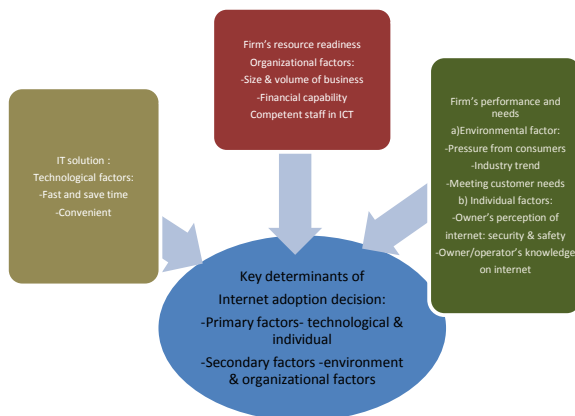 IT solution :
Technological factors:
-Fast and save time
-Convenient
Firm's resource readiness
Organizational factors:
-Size & volume of business
-Financial capability
Competent staff in ICT
Firm's performance and
needs
a)Environmental factor:
-Pressure from consumers
-Industry trend
-Meeting customer needs
b) Individual factors:
-Owner's perception of
internet: security & safety
-Owner/operator's knowledge
on internet
Key determinants of
Internet adoption decision:
-Primary factors- technological &
individual
-Secondary factors -environment
& organizational factors